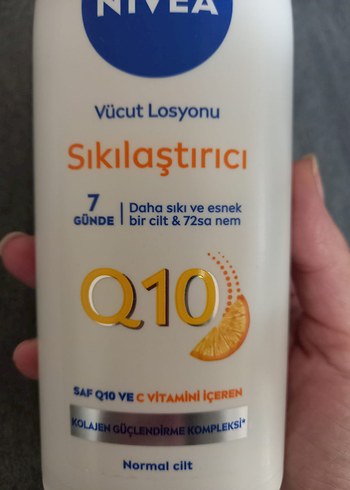 NIVEA
Vücut Losyonu
Sıkılaştırıcı
7 GÜNDE
Daha sıkı ve esnek
bir cilt & 72sa nem
Q10
SAF Q10 VE C VİTAMİNİ İÇEREN
KOLAJEN GÜÇLENDİRME KOMPLEKSİ*
Normal cilt